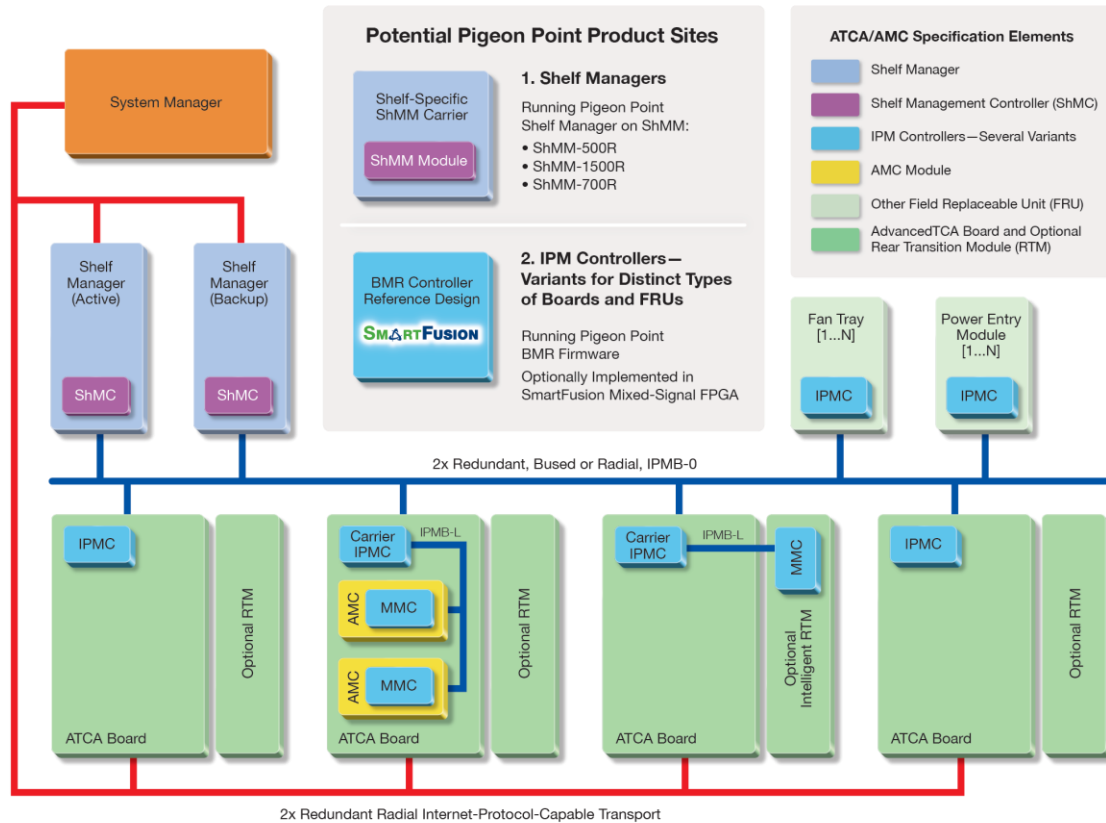 System Manager
Potential Pigeon Point Product Sites
Shelf-Specific
ShMM Carrier
ShMM Module
1. Shelf Managers
Running Pigeon Point
Shelf Manager on ShMM:
• ShMM-500R
• ShMM-1500R
• ShMM-700R
BMR Controller
Reference Design
SMARTFUSION
2. IPM Controllers—
Variants for Distinct Types
of Boards and FRUs
Running Pigeon Point
BMR Firmware
Optionally Implemented in
SmartFusion Mixed-Signal FPGA
ATCA/AMC Specification Elements
Shelf Manager
Shelf Management Controller (ShMC)
IPM Controllers—Several Variants
AMC Module
Other Field Replaceable Unit (FRU)
AdvancedTCA Board and Optional
Rear Transition Module (RTM)
Shelf
Manager
(Active)
ShMC
Shelf
Manager
(Backup)
ShMC
Fan Tray
[1...N]
IPMC
Power Entry
Module
[1...N]
IPMC
2x Redundant, Bused or Radial, IPMB-0
IPMC
ATCA Board
Optional RTM
Carrier
IPMC
IPMB-L
AMC
MMC
AMC
MMC
ATCA Board
Optional RTM
Carrier
IPMC
IPMB-L
MMC
ATCA Board
Optional
Intelligent RTM
IPMC
ATCA Board
Optional RTM
2x Redundant Radial Internet-Protocol-Capable Transport